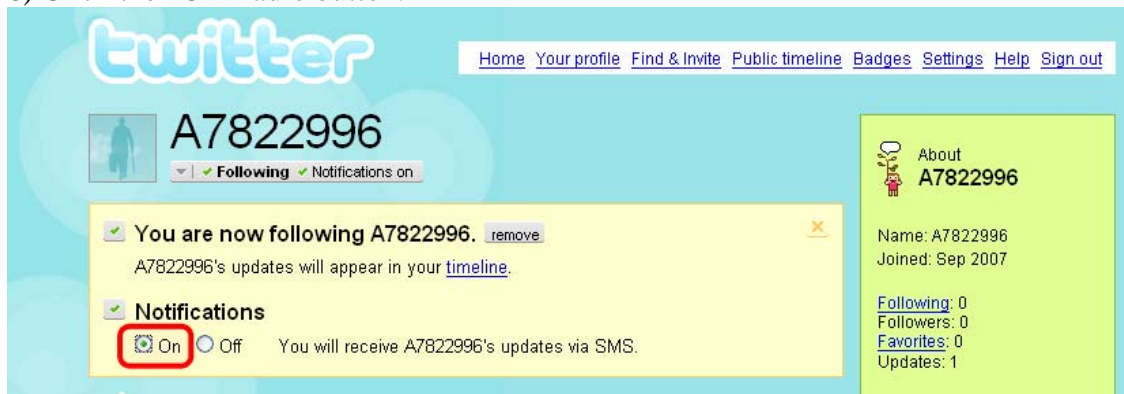 twitter
Home Your profile Find & Invite Public timeline Badges Settings Help Sign out
A7822996
Following Notifications on
You are now following A7822996. remove
A7822996's updates will appear in your timeline.
Notifications
On Off You will receive A7822996's updates via SMS.
About
A7822996
Name: A7822996
Joined: Sep 2007
Following: 0
Followers: 0
Favorites: 0
Updates: 1